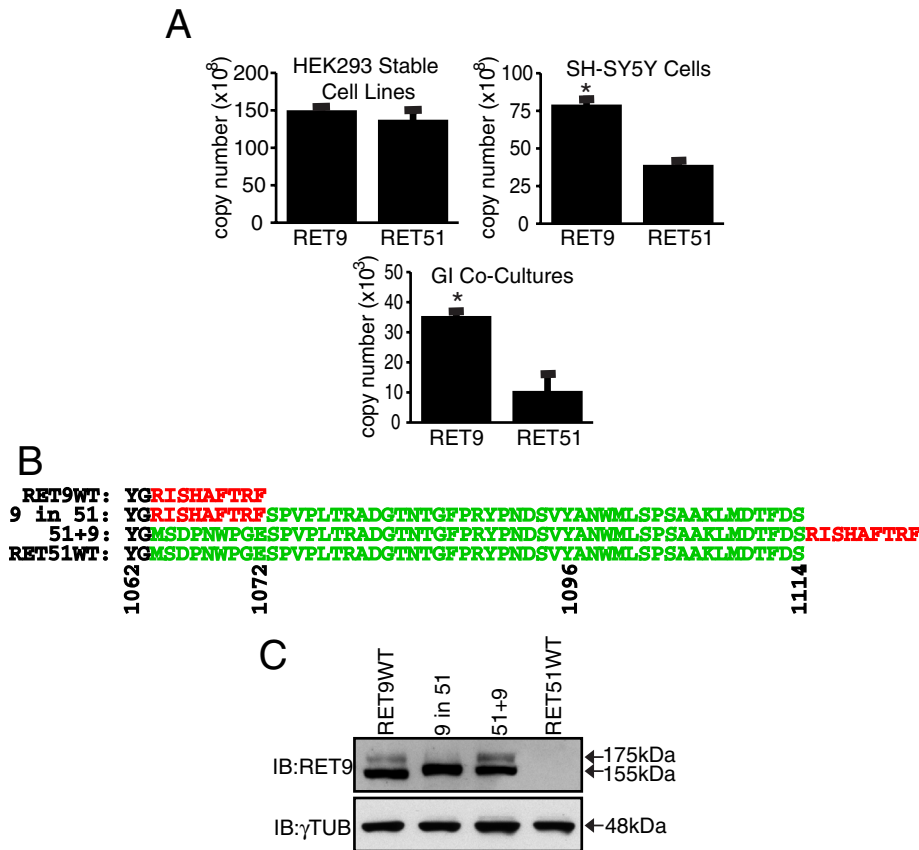 A
HEK293 Stable
Cell Lines
copy number (x10⁸)
200
150
100
50
0
RET9
RET51
SH-SY5Y Cells
copy number (x10⁸)
100
75
50
25
0
*
RET9
RET51
GI Co-Cultures
copy number (x10³)
50
40
30
20
10
0
*
RET9
RET51
B
RET9WT: YGRISHAFTRF
9 in 51: YGRISHAFTRFSPVPLTRADGTNTGFPRYPNDSVYANWMLSPSAAKLMDTFDS
51+9: YGMSDPNWPGESPVPLTRADGTNTGFPRYPNDSVYANWMLSPSAAKLMDTFDSRISHAFTRF
RET51WT: YGMSDPNWPGESPVPLTRADGTNTGFPRYPNDSVYANWMLSPSAAKLMDTFDS
1062
1072
1096
1114
C
RET9WT
9 in 51
51+9
RET51WT
IB:RET9
175kDa
155kDa
IB:γTUB
48kDa